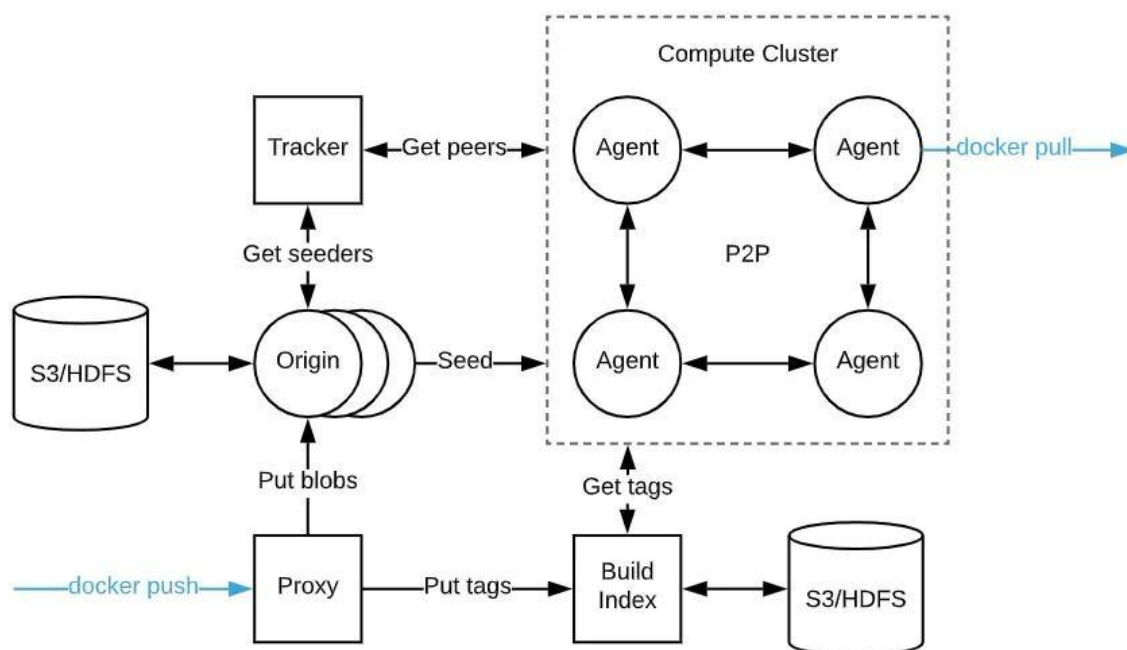 Compute Cluster
Tracker
Get peers
Agent
Agent
docker pull
Get seeders
P2P
S3/HDFS
Origin
Seed
Agent
Agent
Put blobs
Get tags
docker push
Proxy
Put tags
Build
Index
S3/HDFS